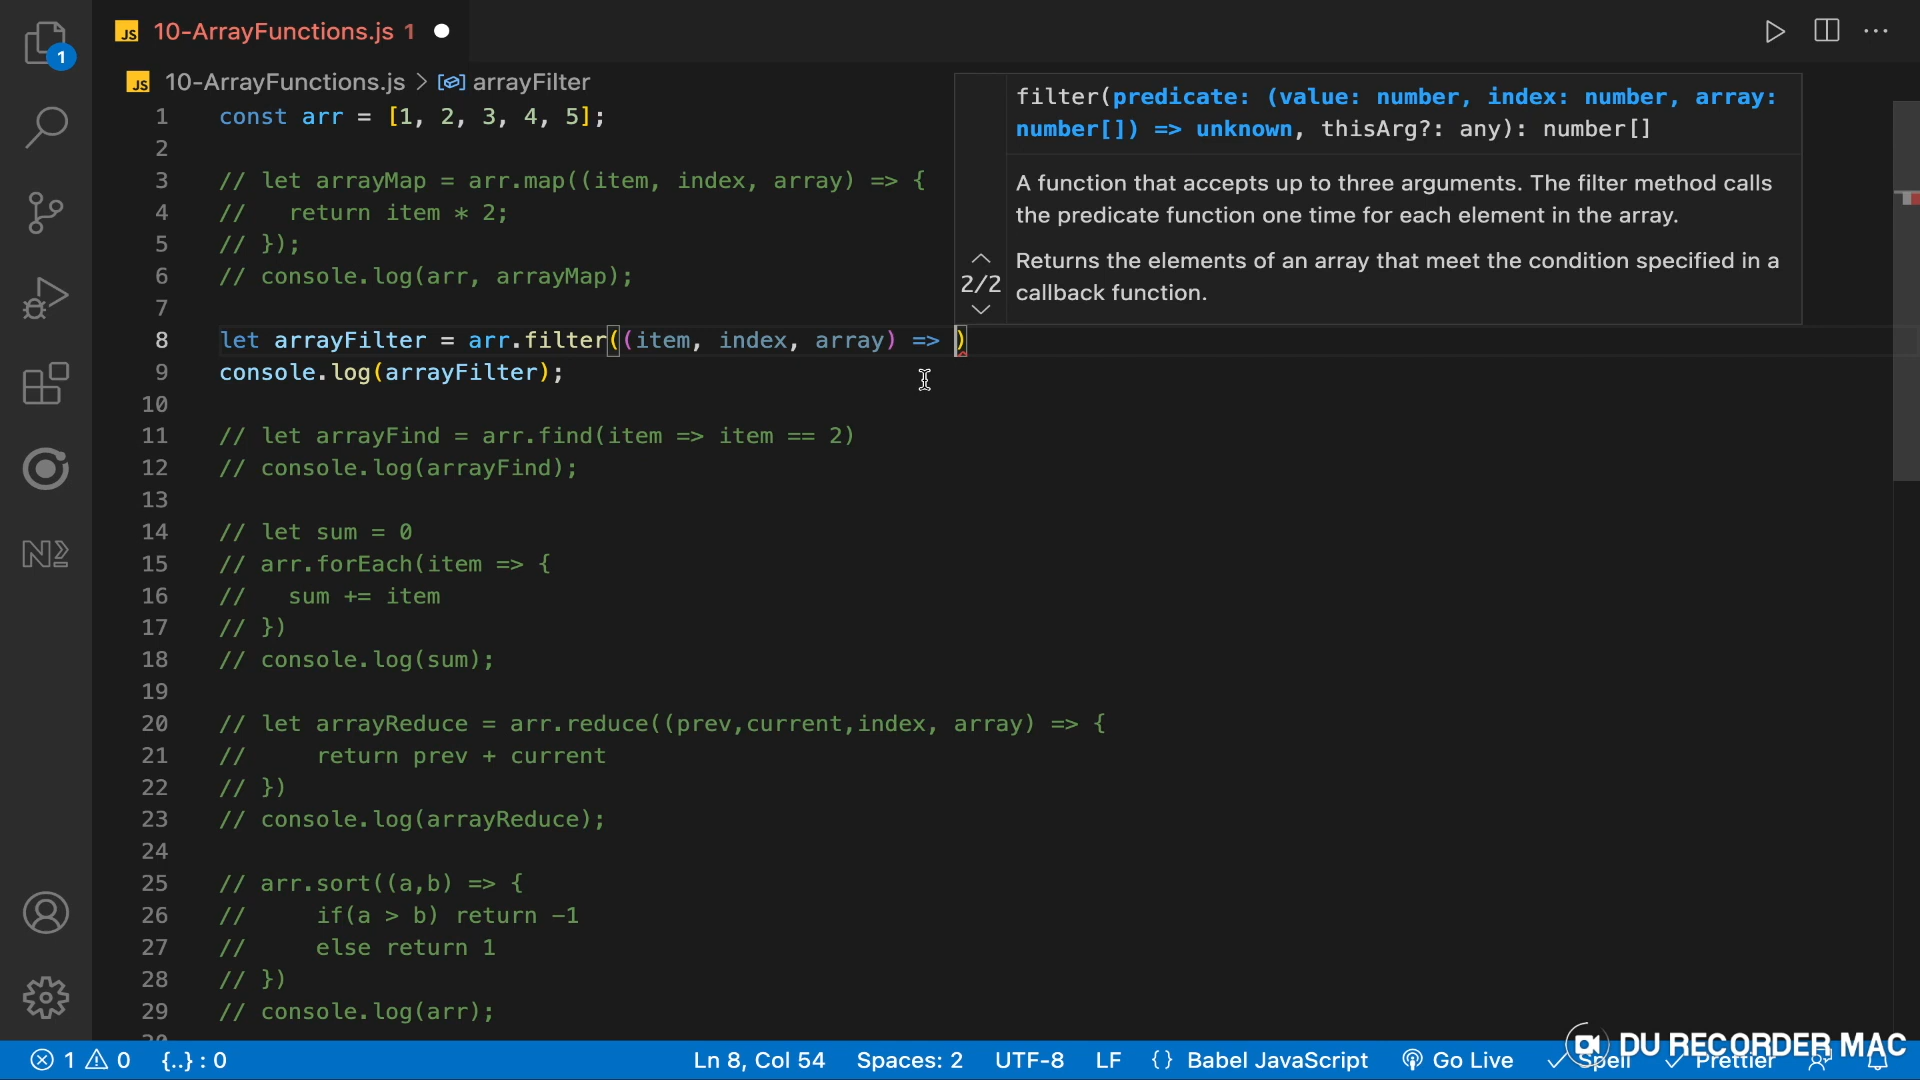 1
JS 10-ArrayFunctions.js 1
JS 10-ArrayFunctions.js > arrayFilter
1 const arr = [1, 2, 3, 4, 5];
2
3 // let arrayMap = arr.map((item, index, array) => {
4 //   return item * 2;
5 // });
6 // console.log(arr, arrayMap);
7
8 let arrayFilter = arr.filter((item, index, array) => )
9 console.log(arrayFilter);
10
11 // let arrayFind = arr.find(item => item == 2)
12 // console.log(arrayFind);
13
14 // let sum = 0
15 // arr.forEach(item => {
16 //   sum += item
17 // })
18 // console.log(sum);
19
20 // let arrayReduce = arr.reduce((prev,current,index, array) => {
21 //     return prev + current
22 // })
23 // console.log(arrayReduce);
24
25 // arr.sort((a,b) => {
26 //     if(a > b) return -1
27 //     else return 1
28 // })
29 // console.log(arr);
filter(predicate: (value: number, index: number, array:
number[]) => unknown, thisArg?: any): number[]
A function that accepts up to three arguments. The filter method calls
the predicate function one time for each element in the array.
2/2
Returns the elements of an array that meet the condition specified in a
callback function.
1 0 {..} : 0 Ln 8, Col 54 Spaces: 2 UTF-8 LF {} Babel JavaScript Go Live Spell Prettier
DU RECORDER MAC